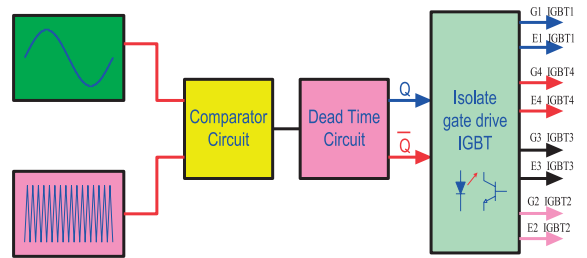 Comparator
Circuit
Dead Time
Circuit
Q
Q̅
Isolate
gate drive
IGBT
G1 IGBT1
E1 IGBT1
G4 IGBT4
E4 IGBT4
G3 IGBT3
E3 IGBT3
G2 IGBT2
E2 IGBT2